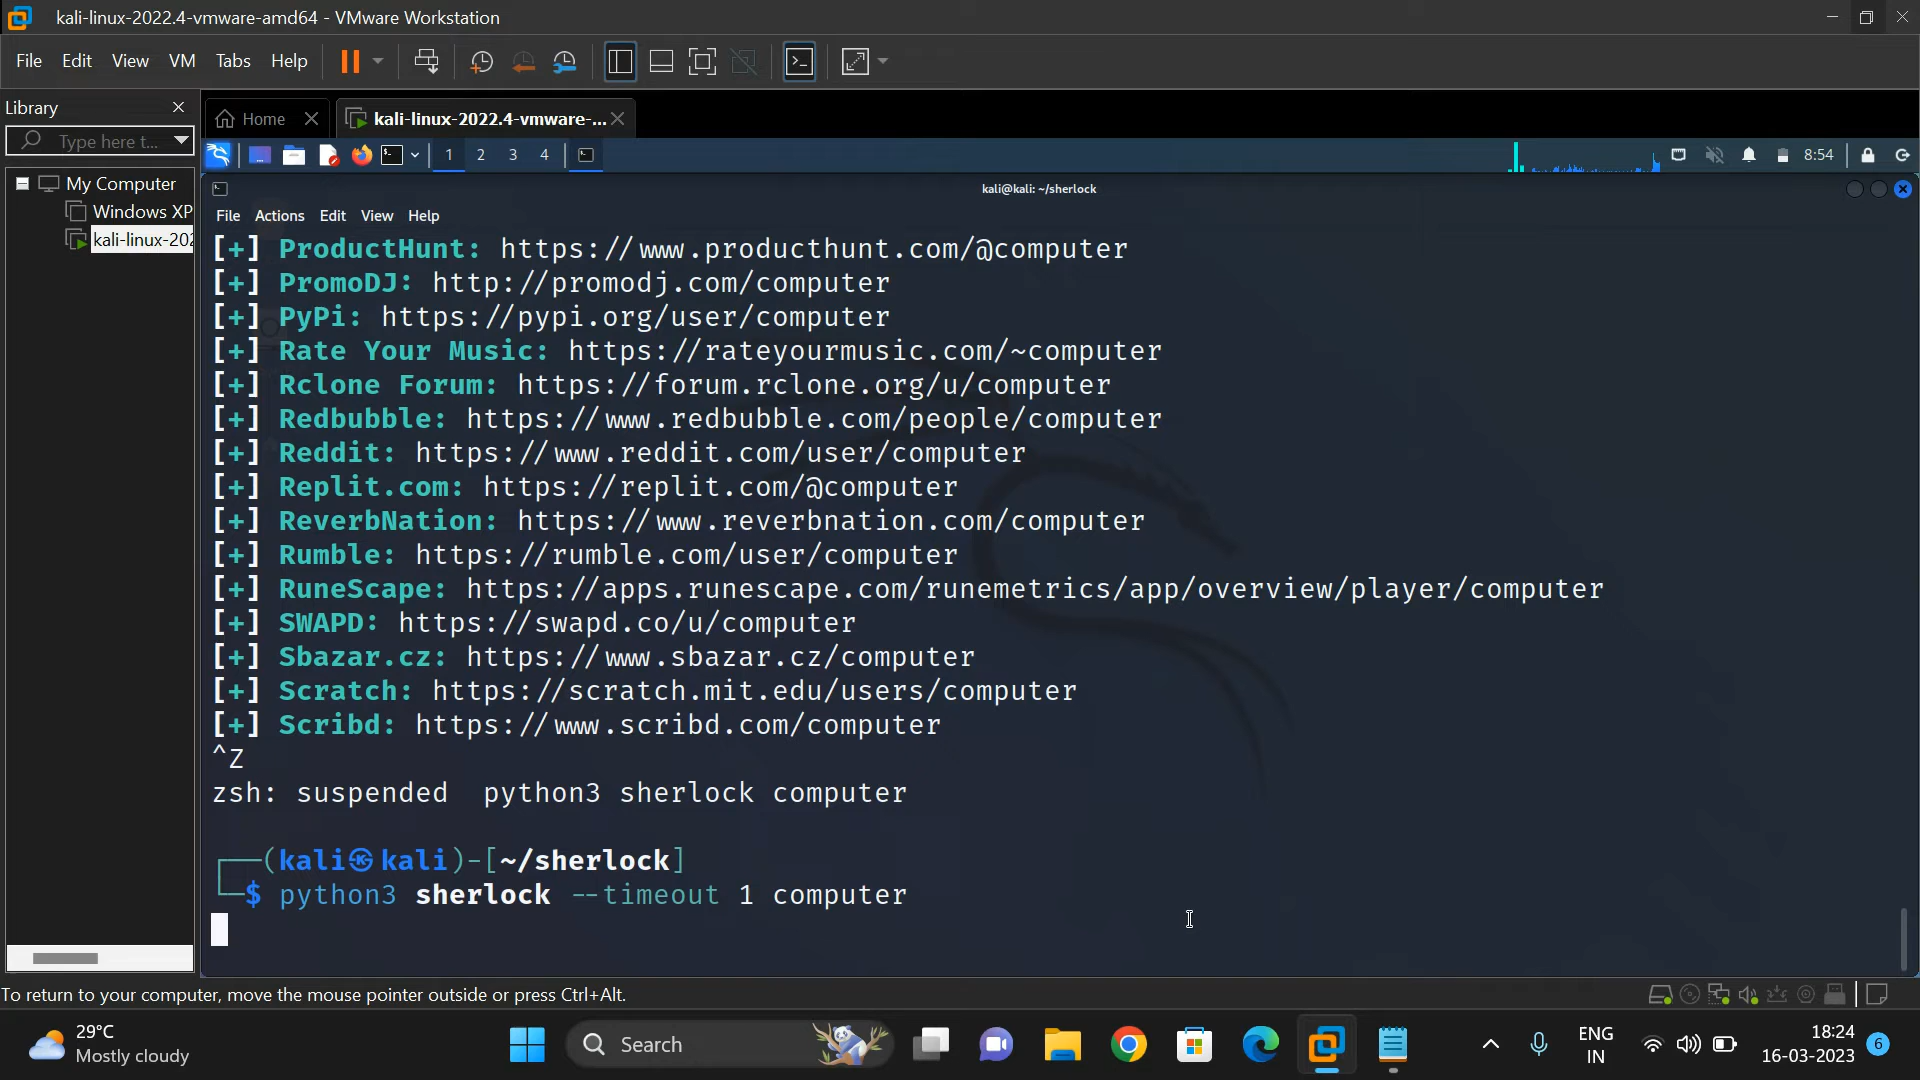 kali-linux-2022.4-vmware-amd64 - VMware Workstation
File Edit View VM Tabs Help
Library
Home
kali-linux-2022.4-vmware-...
Type here t...
1 2 3 4
8:54
My Computer
Windows XP
kali-linux-202
kali@kali: ~/sherlock
File Actions Edit View Help
[+] ProductHunt: https://www.producthunt.com/@computer
[+] PromoDJ: http://promodj.com/computer
[+] PyPi: https://pypi.org/user/computer
[+] Rate Your Music: https://rateyourmusic.com/~computer
[+] Rclone Forum: https://forum.rclone.org/u/computer
[+] Redbubble: https://www.redbubble.com/people/computer
[+] Reddit: https://www.reddit.com/user/computer
[+] Replit.com: https://replit.com/@computer
[+] ReverbNation: https://www.reverbnation.com/computer
[+] Rumble: https://rumble.com/user/computer
[+] RuneScape: https://apps.runescape.com/runemetrics/app/overview/player/computer
[+] SWAPD: https://swapd.co/u/computer
[+] Sbazar.cz: https://www.sbazar.cz/computer
[+] Scratch: https://scratch.mit.edu/users/computer
[+] Scribd: https://www.scribd.com/computer
^Z
zsh: suspended  python3 sherlock computer
┌──(kali㉿kali)-[~/sherlock]
└─$ python3 sherlock --timeout 1 computer
To return to your computer, move the mouse pointer outside or press Ctrl+Alt.
29°C
Mostly cloudy
Search
ENG
IN
18:24
16-03-2023
6